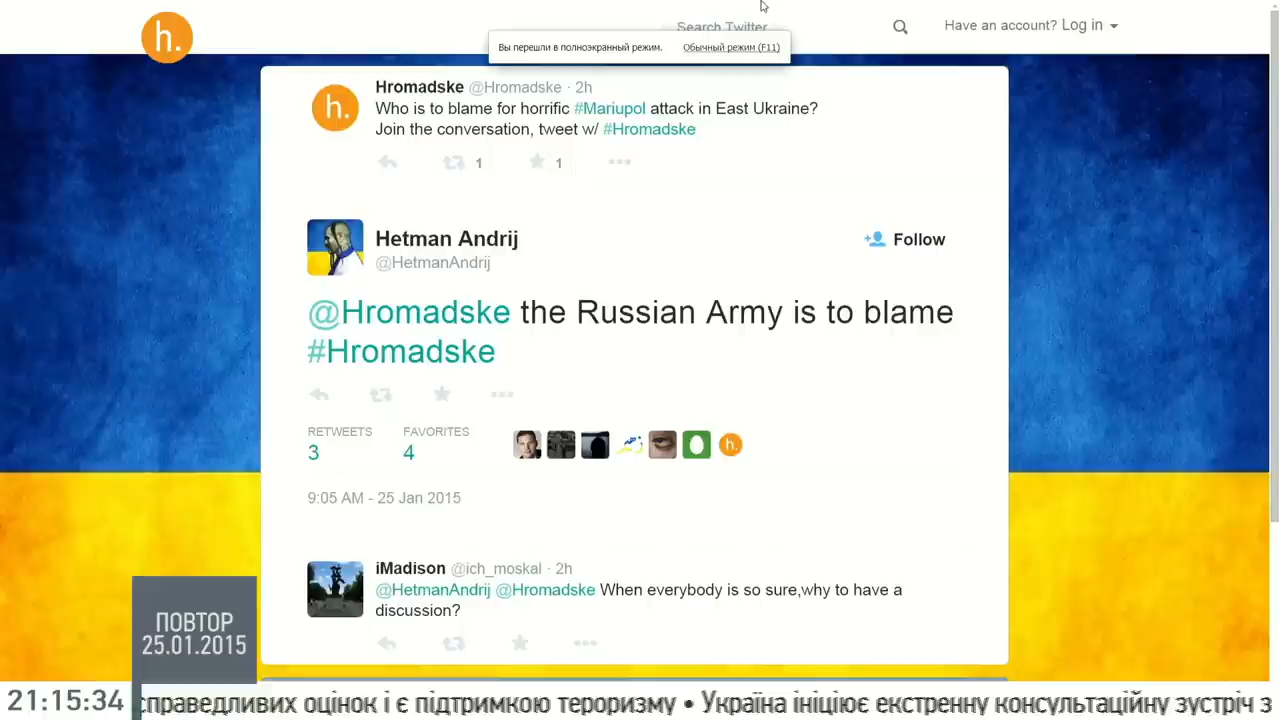 h.
Search Twitter
Have an account? Log in
Вы перешли в полноэкранный режим. Обычный режим (F11)
h.
Hromadske @Hromadske · 2h
Who is to blame for horrific #Mariupol attack in East Ukraine?
Join the conversation, tweet w/ #Hromadske
1 1
Hetman Andrij
@HetmanAndrij
Follow
@Hromadske the Russian Army is to blame
#Hromadske
RETWEETS FAVORITES
3 4
h.
9:05 AM - 25 Jan 2015
iMadison @ich_moskal · 2h
@HetmanAndrij @Hromadske When everybody is so sure,why to have a
discussion?
ПОВТОР
25.01.2015
21:15:34 справедливих оцінок і є підтримкою тероризму • Україна ініціює екстренну консультаційну зустріч з